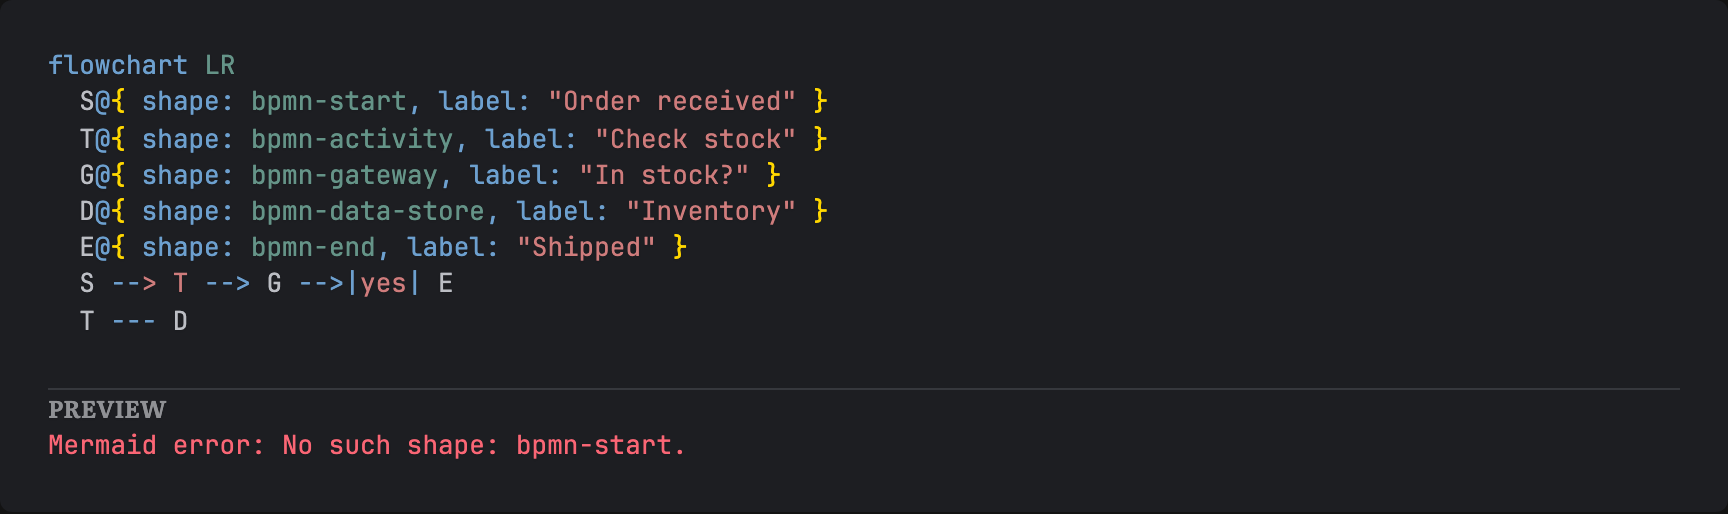 flowchart LR
  S@{ shape: bpmn-start, label: "Order received" }
  T@{ shape: bpmn-activity, label: "Check stock" }
  G@{ shape: bpmn-gateway, label: "In stock?" }
  D@{ shape: bpmn-data-store, label: "Inventory" }
  E@{ shape: bpmn-end, label: "Shipped" }
  S --> T --> G -->|yes| E
  T --- D
PREVIEW
Mermaid error: No such shape: bpmn-start.